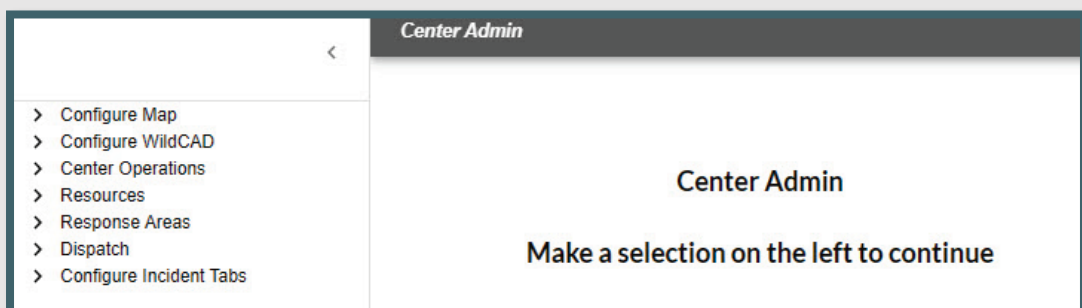 Center Admin
Configure Map
Configure WildCAD
Center Operations
Resources
Response Areas
Dispatch
Configure Incident Tabs
Center Admin
Make a selection on the left to continue